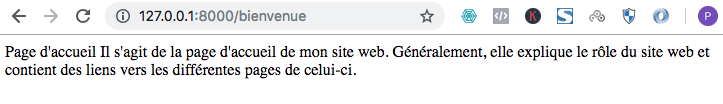 127.0.0.1:8000/bienvenue
Page d'accueil Il s'agit de la page d'accueil de mon site web. Généralement, elle explique le rôle du site web et
contient des liens vers les différentes pages de celui-ci.